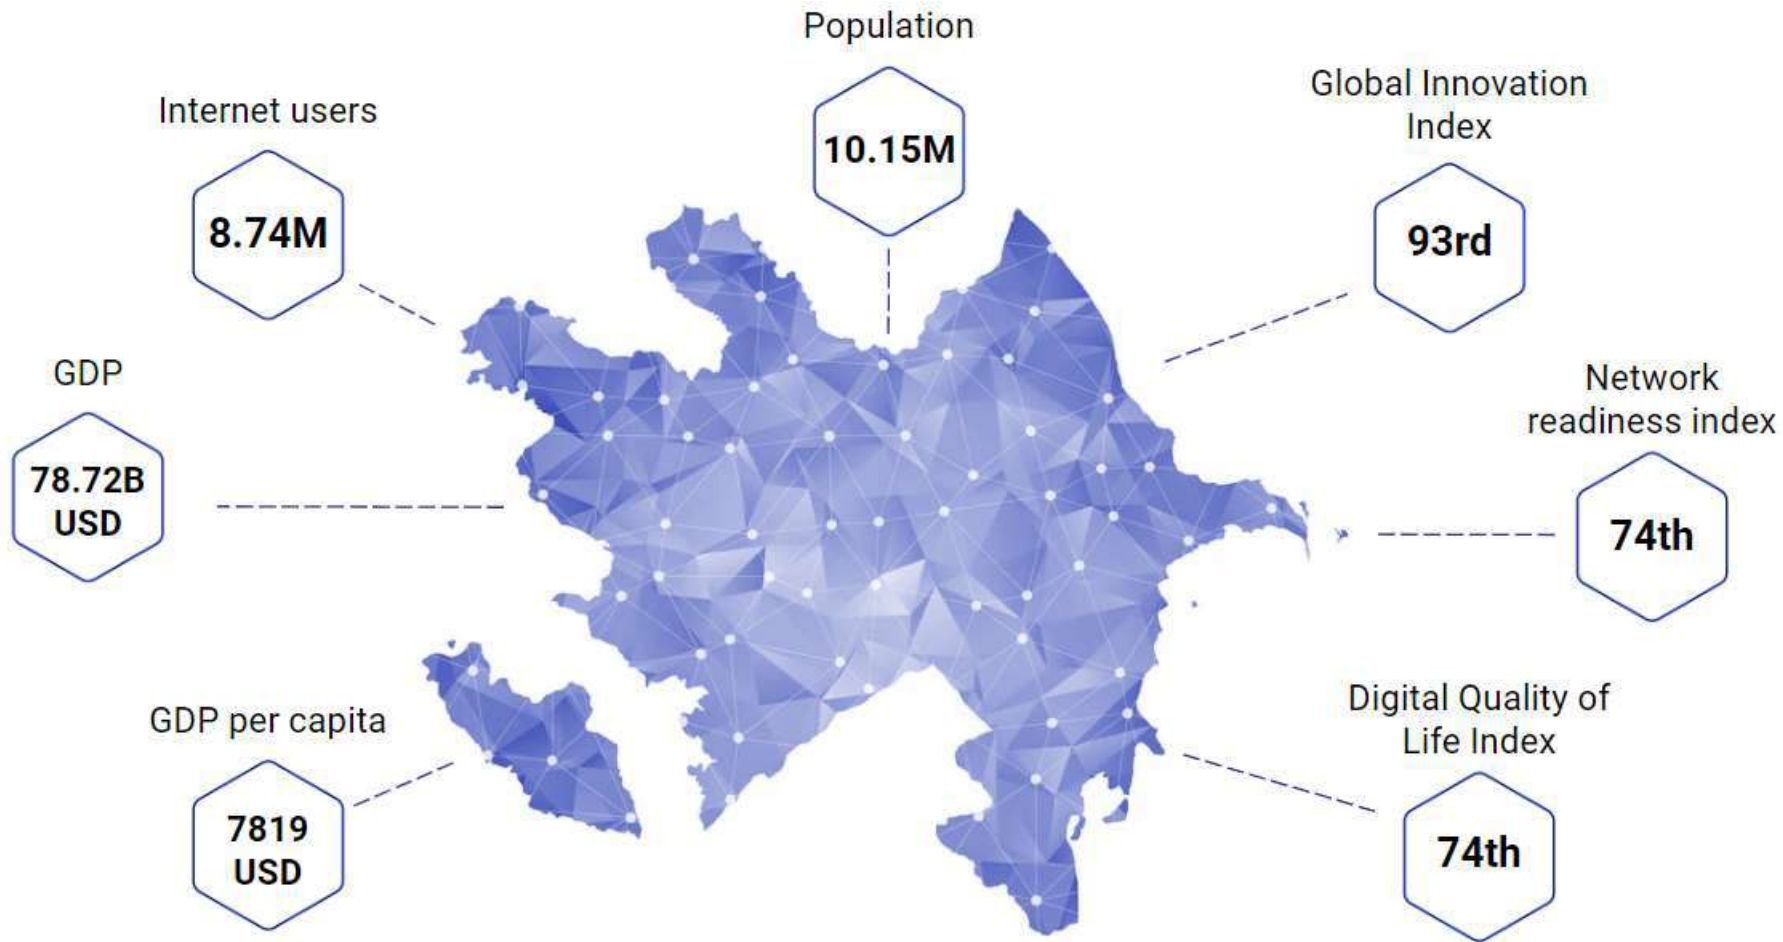 Population
10.15M
Internet users
8.74M
Global Innovation
Index
93rd
GDP
78.72B
USD
Network
readiness index
74th
GDP per capita
7819
USD
Digital Quality of
Life Index
74th